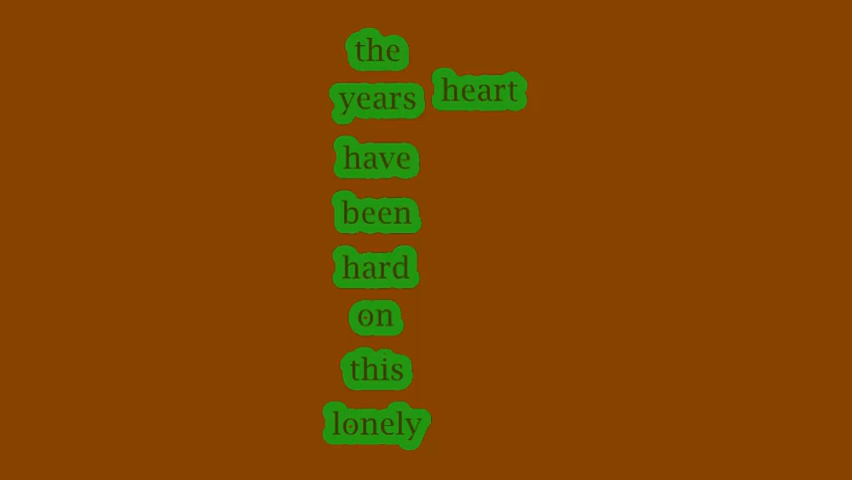 the
years
have
been
hard
on
this
lonely
heart